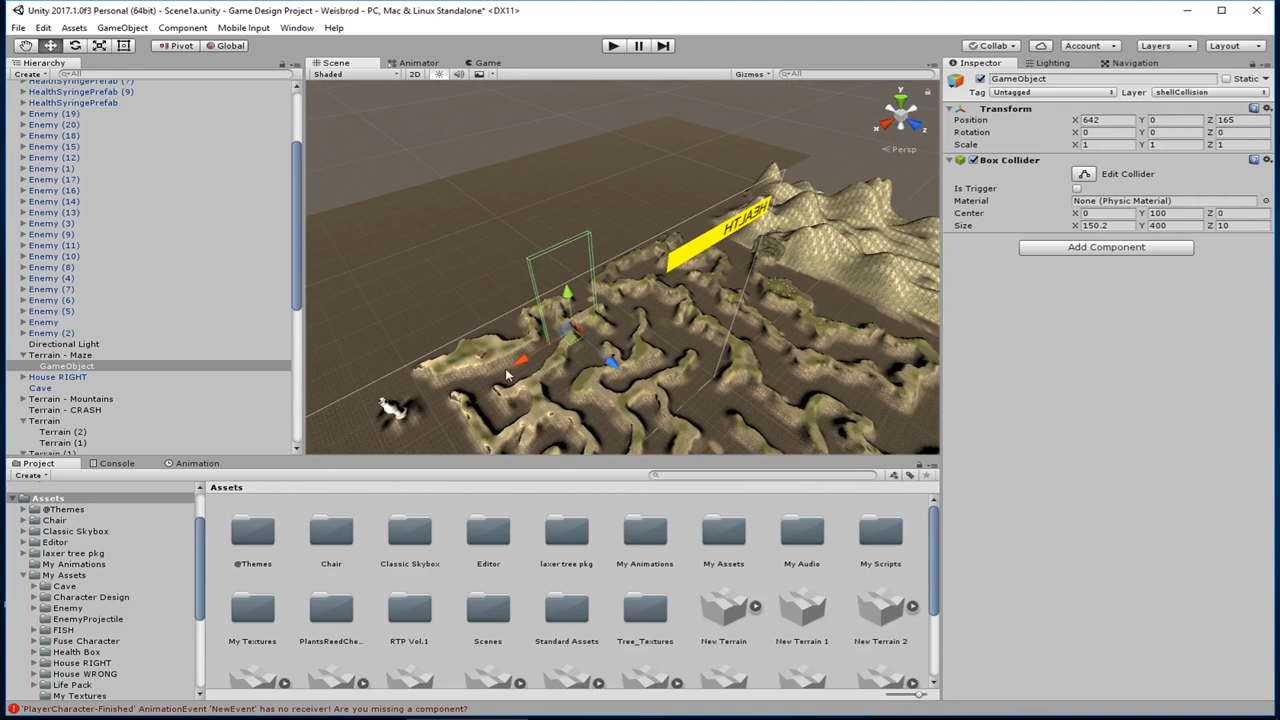 Unity 2017.1.0f3 Personal (64bit) - Scene1a.unity - Game Design Project - Weisbrod - PC, Mac & Linux Standalone* <DX11>
File Edit Assets GameObject Component Mobile Input Window Help
Pivot Global Collab Account Layers Layout
Hierarchy
Create All
HealthSyringePrefab (7)
HealthSyringePrefab (9)
HealthSyringePrefab
Enemy (19)
Enemy (20)
Enemy (18)
Enemy (15)
Enemy (12)
Enemy (1)
Enemy (17)
Enemy (16)
Enemy (14)
Enemy (13)
Enemy (3)
Enemy (9)
Enemy (11)
Enemy (10)
Enemy (8)
Enemy (4)
Enemy (7)
Enemy (6)
Enemy (5)
Enemy
Enemy (2)
Directional Light
Terrain - Maze
GameObject
House RIGHT
Cave
Terrain - Mountains
Terrain - CRASH
Terrain
Terrain (2)
Terrain (1)
Terrain (1)
Scene Animator Game
Shaded 2D Gizmos All
y
x z
Persp
HEALTH
Inspector Lighting Navigation
GameObject Static
Tag Untagged Layer shellCollision
Transform
Position X 642 Y 0 Z 165
Rotation X 0 Y 0 Z 0
Scale X 1 Y 1 Z 1
Box Collider
Edit Collider
Is Trigger
Material None (Physic Material)
Center X 0 Y 100 Z 0
Size X 150.2 Y 400 Z 10
Add Component
Project Console Animation
Create
Assets
@Themes
Chair
Classic Skybox
Editor
laxer tree pkg
My Animations
My Assets
Cave
Character Design
Enemy
EnemyProjectile
FISH
Fuse Character
Health Box
House RIGHT
House WRONG
Life Pack
My Textures
Assets
@Themes Chair Classic Skybox Editor laxer tree pkg My Animations My Assets My Audio My Scripts
My Textures PlantsReedChe... RTP Vol.1 Scenes Standard Assets Tree_Textures New Terrain New Terrain 1 New Terrain 2
'PlayerCharacter-Finished' AnimationEvent 'NewEvent' has no receiver! Are you missing a component?